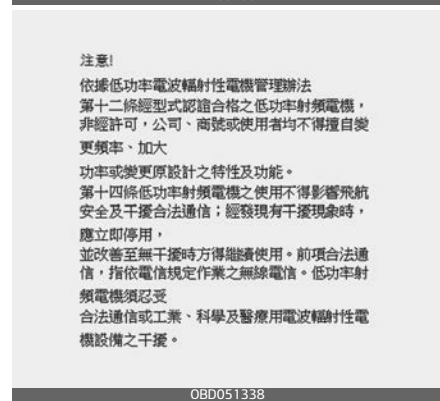 注意!
依據低功率電波輻射性電機管理辦法
第十二條經型式認證合格之低功率射頻電機，
非經許可，公司、商號或使用者均不得擅自變
更頻率、加大
功率或變更原設計之特性及功能。
第十四條低功率射頻電機之使用不得影響飛航
安全及干擾合法通信；經發現有干擾現象時，
應立即停用，
並改善至無干擾時方得繼續使用。前項合法通
信，指依電信規定作業之無線電信。低功率射
頻電機須忍受
合法通信或工業、科學及醫療用電波輻射性電
機設備之干擾。
OBD051338